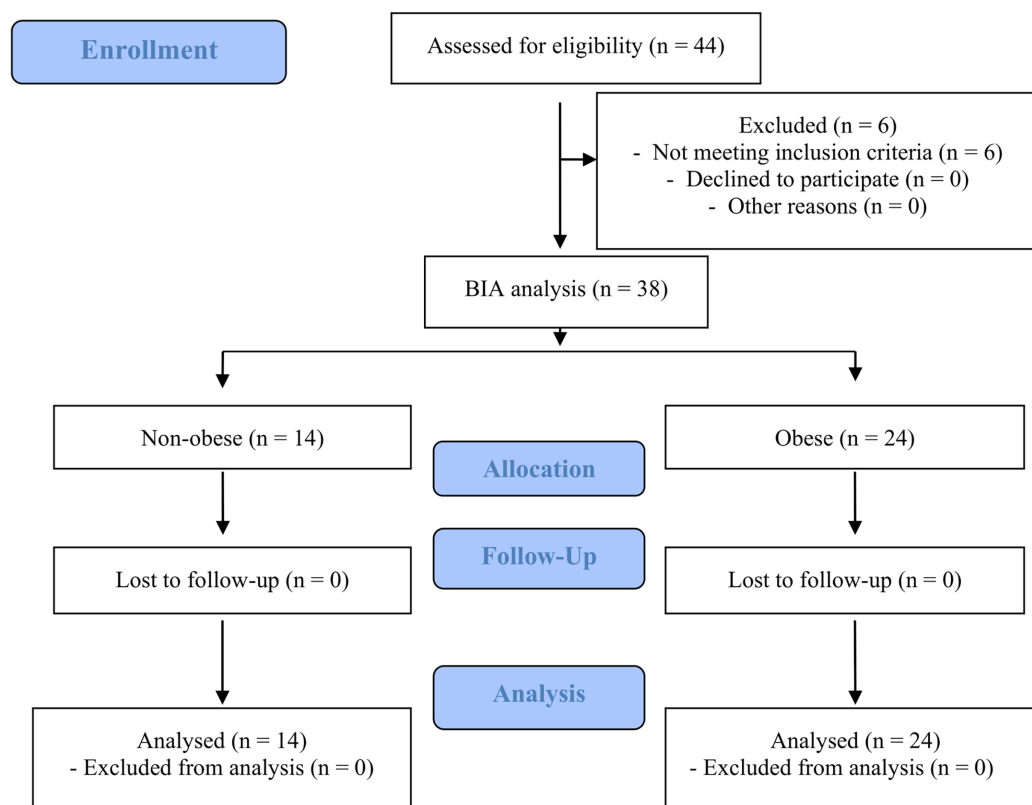 Enrollment
Assessed for eligibility (n = 44)
Excluded (n = 6)
- Not meeting inclusion criteria (n = 6)
- Declined to participate (n = 0)
- Other reasons (n = 0)
BIA analysis (n = 38)
Non-obese (n = 14)
Obese (n = 24)
Allocation
Follow-Up
Lost to follow-up (n = 0)
Lost to follow-up (n = 0)
Analysis
Analysed (n = 14)
- Excluded from analysis (n = 0)
Analysed (n = 24)
- Excluded from analysis (n = 0)